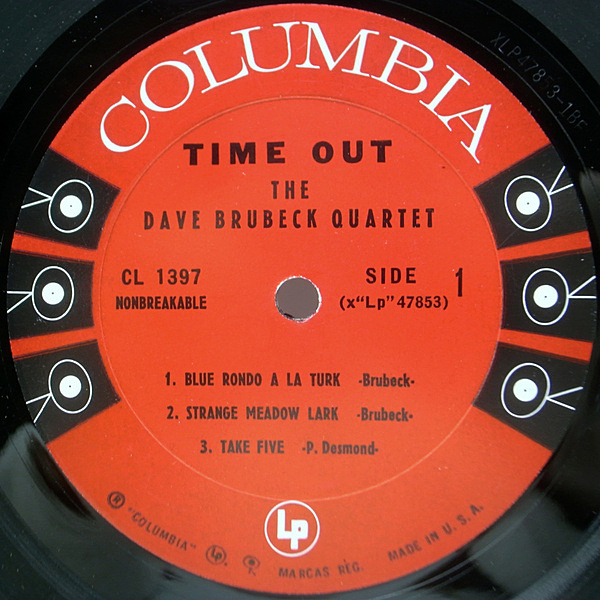 COLUMBIA
TIME OUT
THE
DAVE BRUBECK QUARTET
CL 1397
NONBREAKABLE
SIDE 1
(x"Lp" 47853)
1. BLUE RONDO A LA TURK -Brubeck-
2. STRANGE MEADOW LARK -Brubeck-
3. TAKE FIVE -P. Desmond-
Lp
® "COLUMBIA" Lp ℗ MARCAS REG. MADE IN U. S. A.